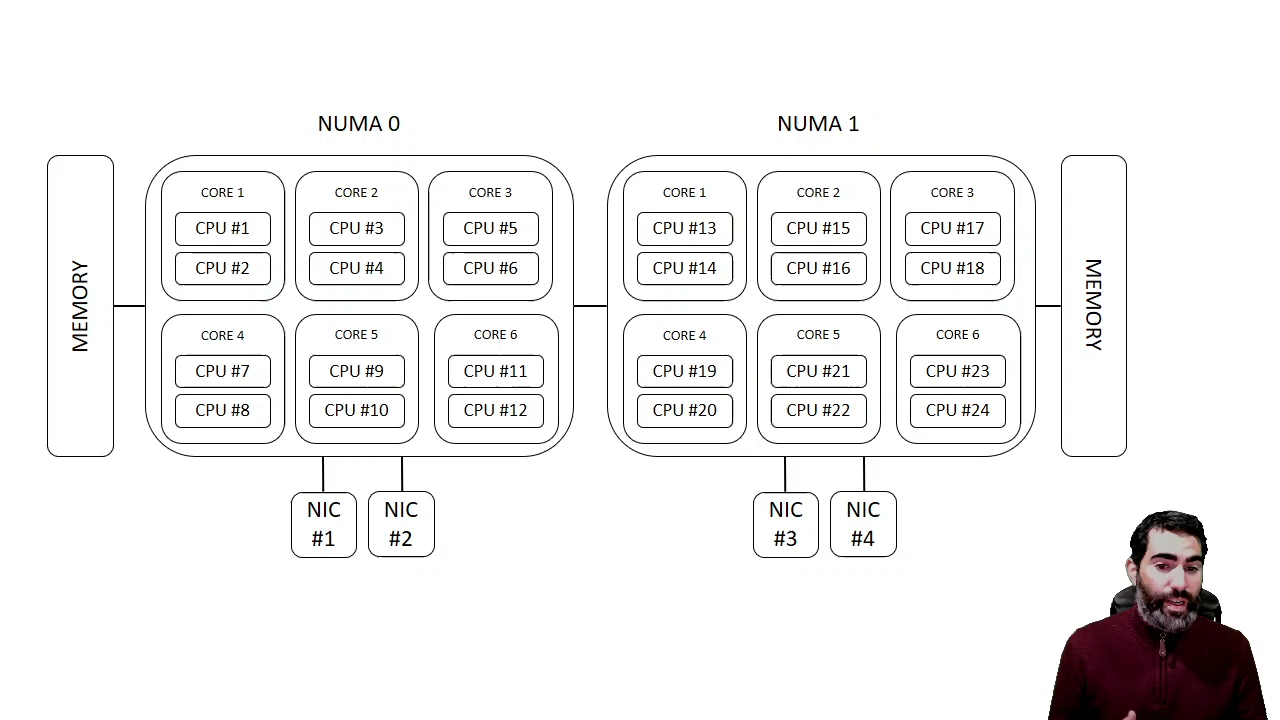 NUMA 0
NUMA 1
MEMORY
CORE 1
CPU #1
CPU #2
CORE 2
CPU #3
CPU #4
CORE 3
CPU #5
CPU #6
CORE 4
CPU #7
CPU #8
CORE 5
CPU #9
CPU #10
CORE 6
CPU #11
CPU #12
NIC
#1
NIC
#2
CORE 1
CPU #13
CPU #14
CORE 2
CPU #15
CPU #16
CORE 3
CPU #17
CPU #18
CORE 4
CPU #19
CPU #20
CORE 5
CPU #21
CPU #22
CORE 6
CPU #23
CPU #24
NIC
#3
NIC
#4
MEMORY